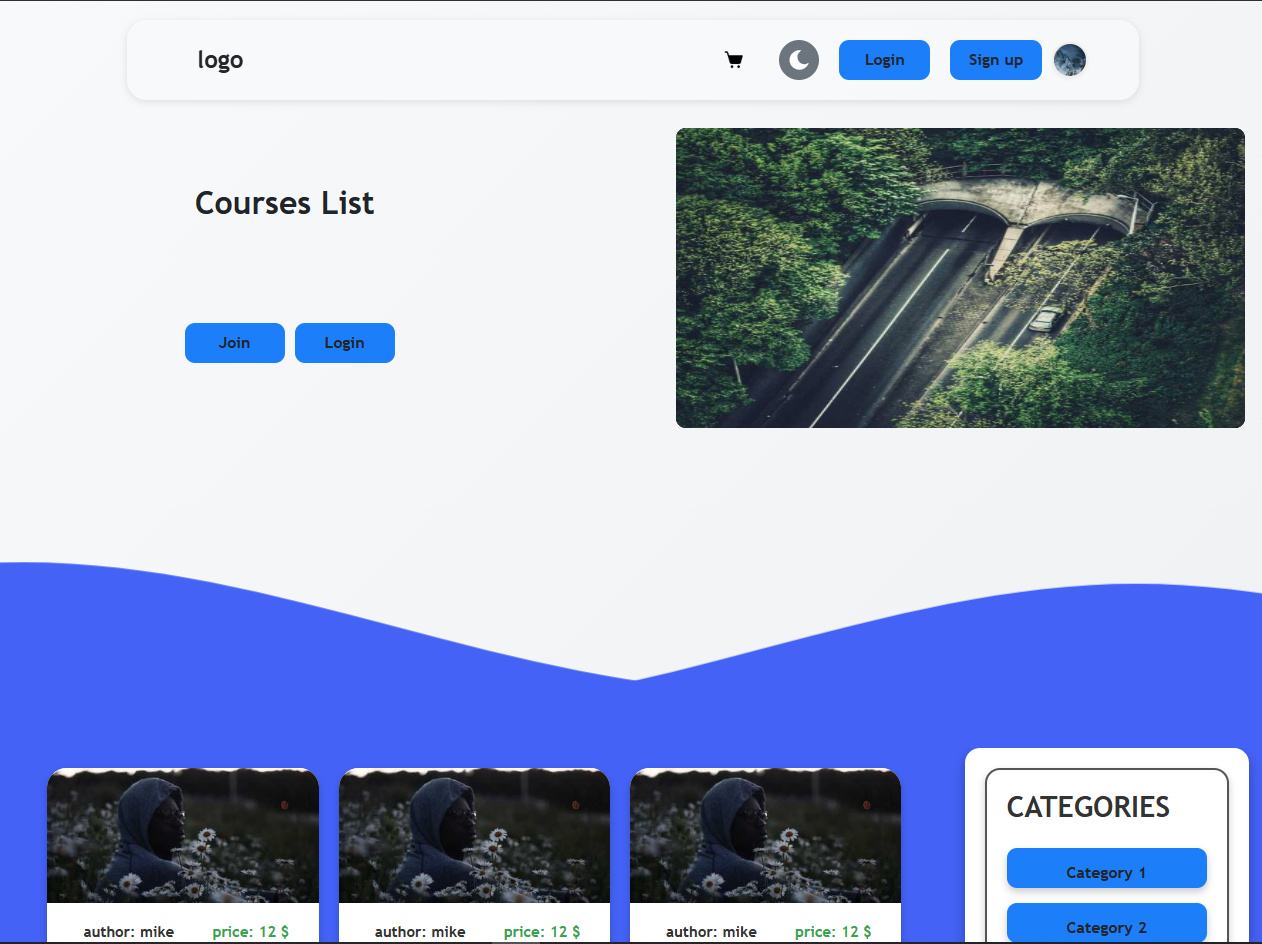 logo
Login
Sign up
Courses List
Join
Login
CATEGORIES
Category 1
Category 2
author: mike price: 12 $
author: mike price: 12 $
author: mike price: 12 $